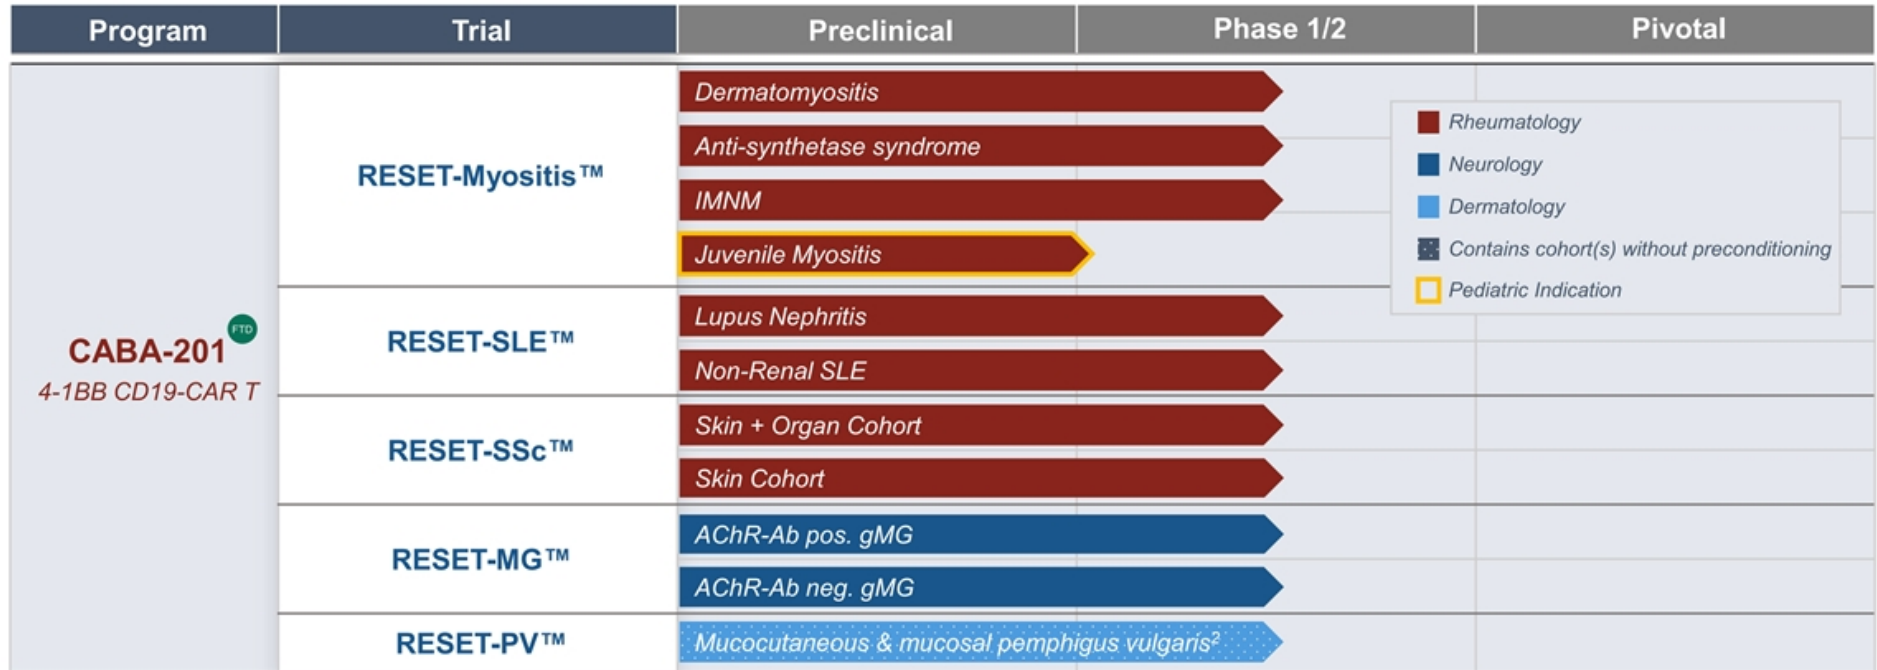 Program Trial Preclinical Phase 1/2 Pivotal
RESET-Myositis™
Dermatomyositis
Anti-synthetase syndrome
IMNM
Juvenile Myositis
Rheumatology
Neurology
Dermatology
Contains cohort(s) without preconditioning
Pediatric Indication
CABA-201 FTD
4-1BB CD19-CAR T
RESET-SLE™
Lupus Nephritis
Non-Renal SLE
RESET-SSc™
Skin + Organ Cohort
Skin Cohort
RESET-MG™
AChR-Ab pos. gMG
AChR-Ab neg. gMG
RESET-PV™
Mucocutaneous & mucosal pemphigus vulgaris²